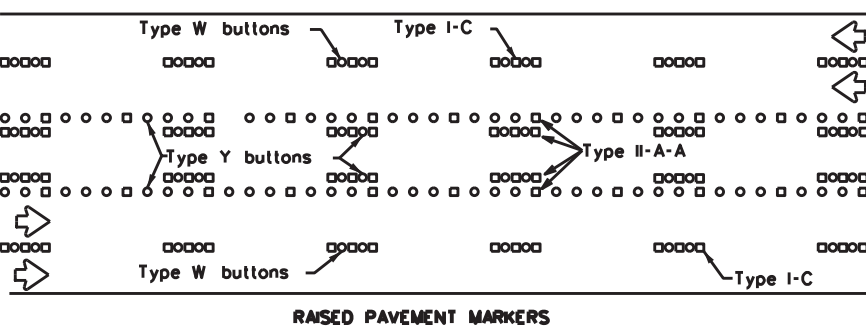 Type W buttons
Type I-C
Type Y buttons
Type II-A-A
Type W buttons
Type I-C
RAISED PAVEMENT MARKERS